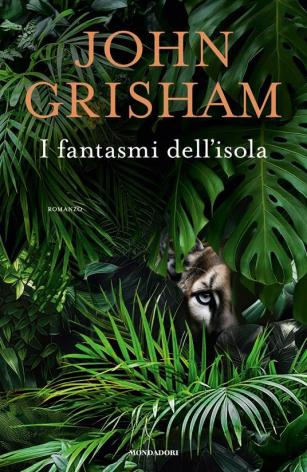 JOHN
GRISHAM
I fantasmi dell'isola
ROMANZO
MONDADORI